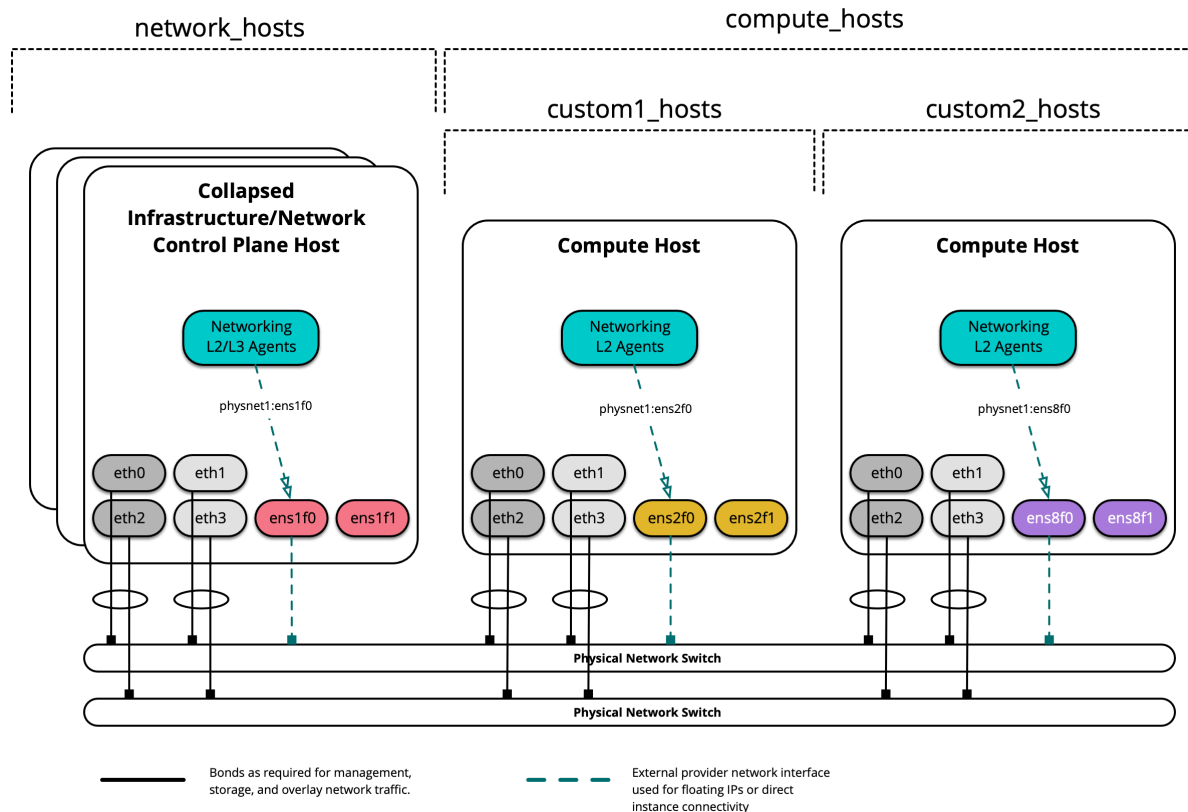 network_hosts
compute_hosts
custom1_hosts
custom2_hosts
Collapsed
Infrastructure/Network
Control Plane Host
Compute Host
Compute Host
Networking
L2/L3 Agents
Networking
L2 Agents
Networking
L2 Agents
physnet1:ens1f0
physnet1:ens2f0
physnet1:ens8f0
eth0
eth1
eth2
eth3
ens1f0
ens1f1
eth0
eth1
eth2
eth3
ens2f0
ens2f1
eth0
eth1
eth2
eth3
ens8f0
ens8f1
Physical Network Switch
Physical Network Switch
Bonds as required for management,
storage, and overlay network traffic.
External provider network interface
used for floating IPs or direct
instance connectivity